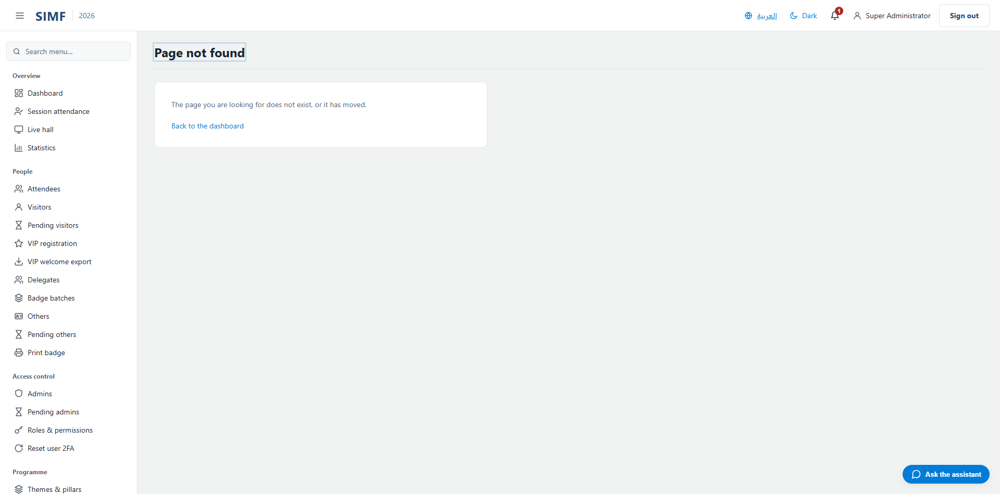 SIMF
2026
العربية
Dark
1
Super Administrator
Sign out
Search menu...
Overview
Dashboard
Session attendance
Live hall
Statistics
People
Attendees
Visitors
Pending visitors
VIP registration
VIP welcome export
Delegates
Badge batches
Others
Pending others
Print badge
Access control
Admins
Pending admins
Roles & permissions
Reset user 2FA
Programme
Themes & pillars
Page not found
The page you are looking for does not exist, or it has moved.
Back to the dashboard
Ask the assistant